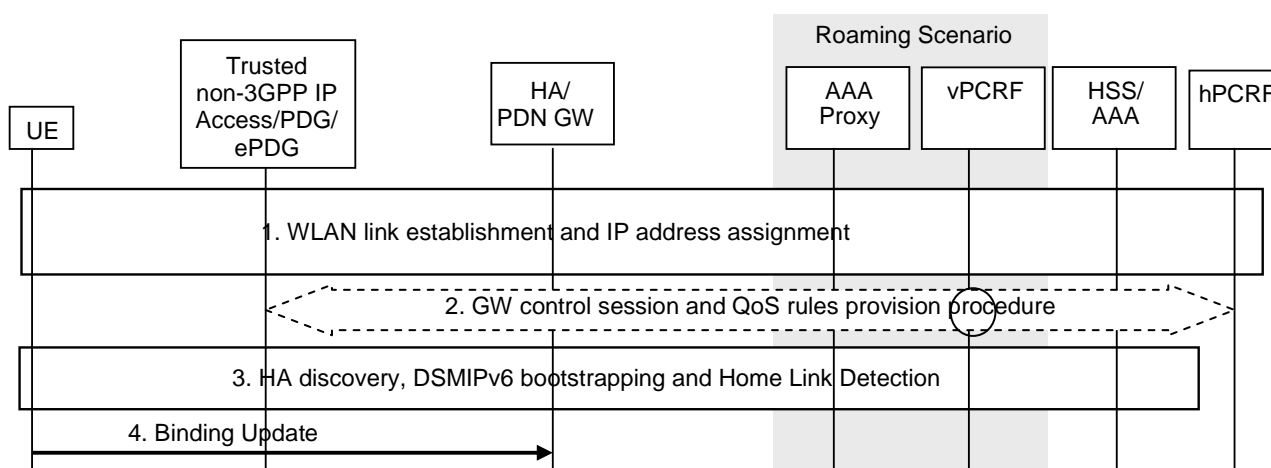 Roaming Scenario
UE
Trusted
non-3GPP IP
Access/PDG/
ePDG
HA/
PDN GW
AAA
Proxy
vPCRF
HSS/
AAA
hPCRF
1. WLAN link establishment and IP address assignment
2. GW control session and QoS rules provision procedure
3. HA discovery, DSMIPv6 bootstrapping and Home Link Detection
4. Binding Update